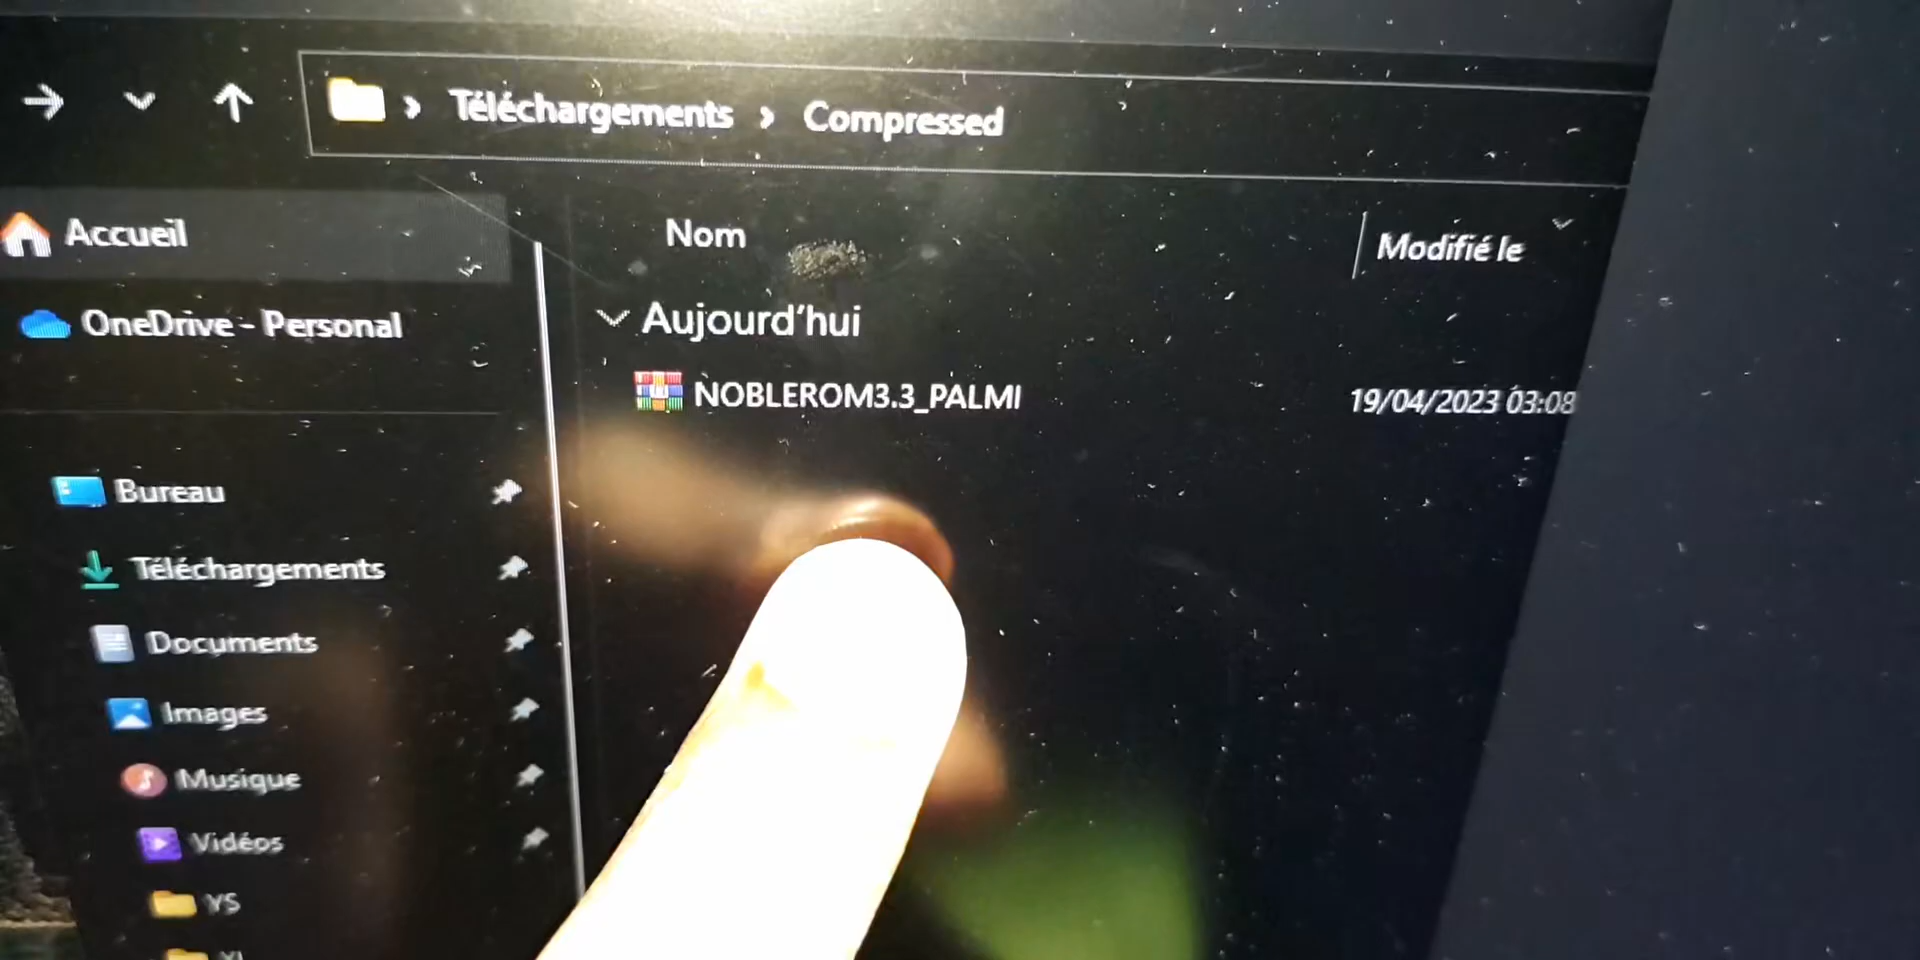 Téléchargements › Compressed
Accueil
OneDrive - Personal
Bureau
Téléchargements
Documents
Images
Musique
Vidéos
YS
Nom
Modifié le
Aujourd'hui
NOBLEROM3.3_PALMI
19/04/2023 03:08